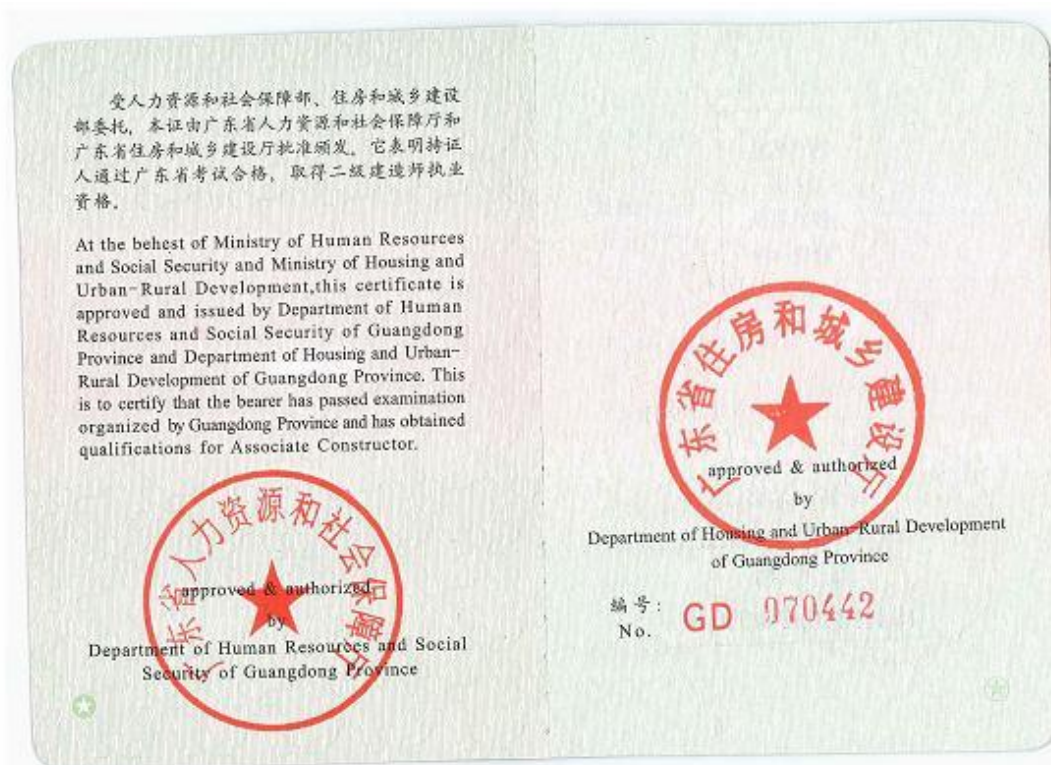 受人力资源和社会保障部、住房和城乡建设
部委托，本证由广东省人力资源和社会保障厅和
广东省住房和城乡建设厅批准颁发，它表明持证
人通过广东省考试合格，取得二级建造师执业
资格。
At the behest of Ministry of Human Resources
and Social Security and Ministry of Housing and
Urban-Rural Development,this certificate is
approved and issued by Department of Human
Resources and Social Security of Guangdong
Province and Department of Housing and Urban-
Rural Development of Guangdong Province. This
is to certify that the bearer has passed examination
organized by Guangdong Province and has obtained
qualifications for Associate Constructor.
广东省人力资源和社会保障厅
approved & authorized
by
Department of Human Resources and Social
Security of Guangdong Province
广东省住房和城乡建设厅
approved & authorized
by
Department of Housing and Urban-Rural Development
of Guangdong Province
编号：
No. GD 070442